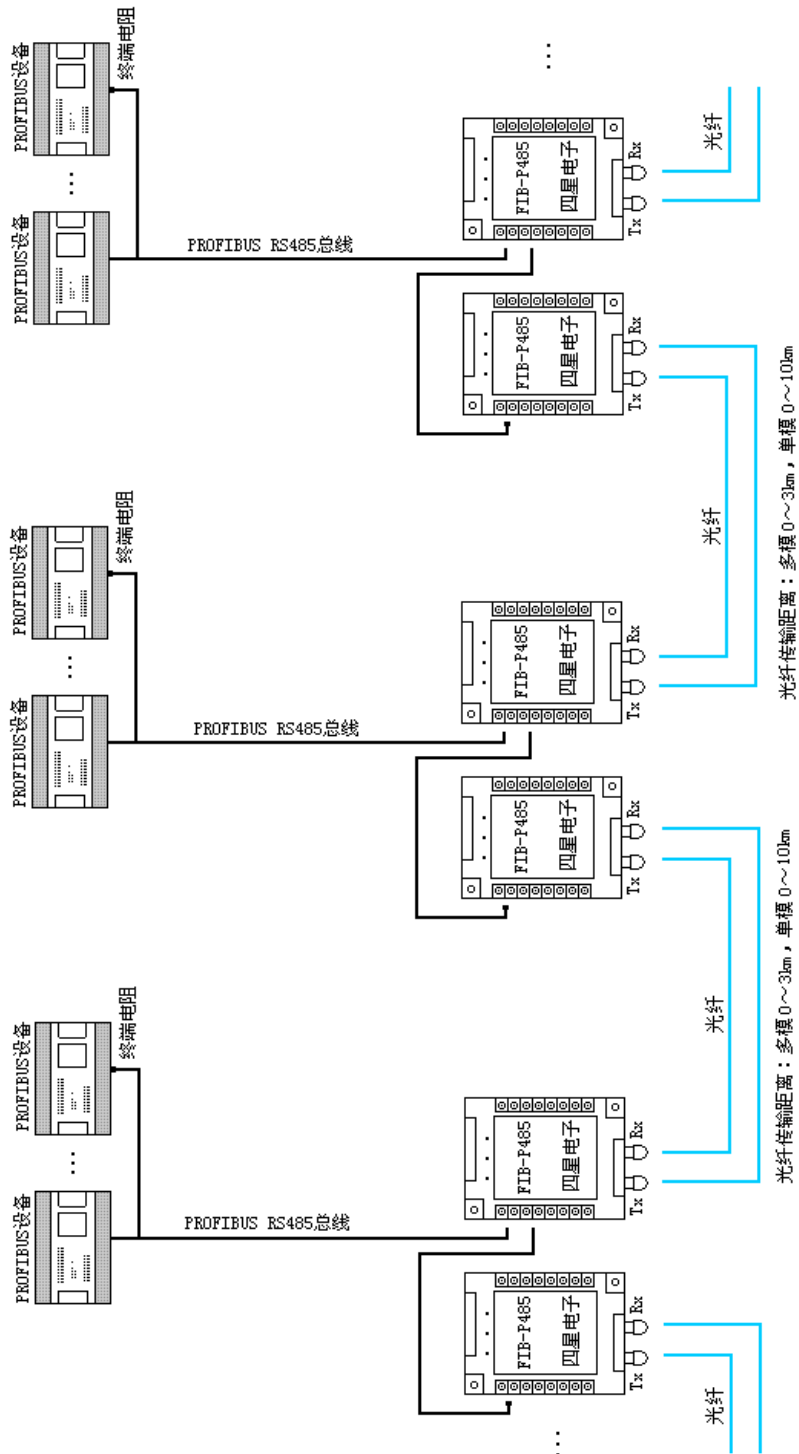 PROFIBUS设备
PROFIBUS设备
终端电阻
PROFIBUS RS485总线
FIB-P485
四星电子
Tx Rx
FIB-P485
四星电子
Tx Rx
光纤
光纤
光纤传输距离：多模0～3km，单模0～10km
PROFIBUS设备
PROFIBUS设备
终端电阻
PROFIBUS RS485总线
FIB-P485
四星电子
Tx Rx
FIB-P485
四星电子
Tx Rx
光纤
光纤传输距离：多模0～3km，单模0～10km
PROFIBUS设备
PROFIBUS设备
终端电阻
PROFIBUS RS485总线
FIB-P485
四星电子
Tx Rx
FIB-P485
四星电子
Tx Rx
光纤